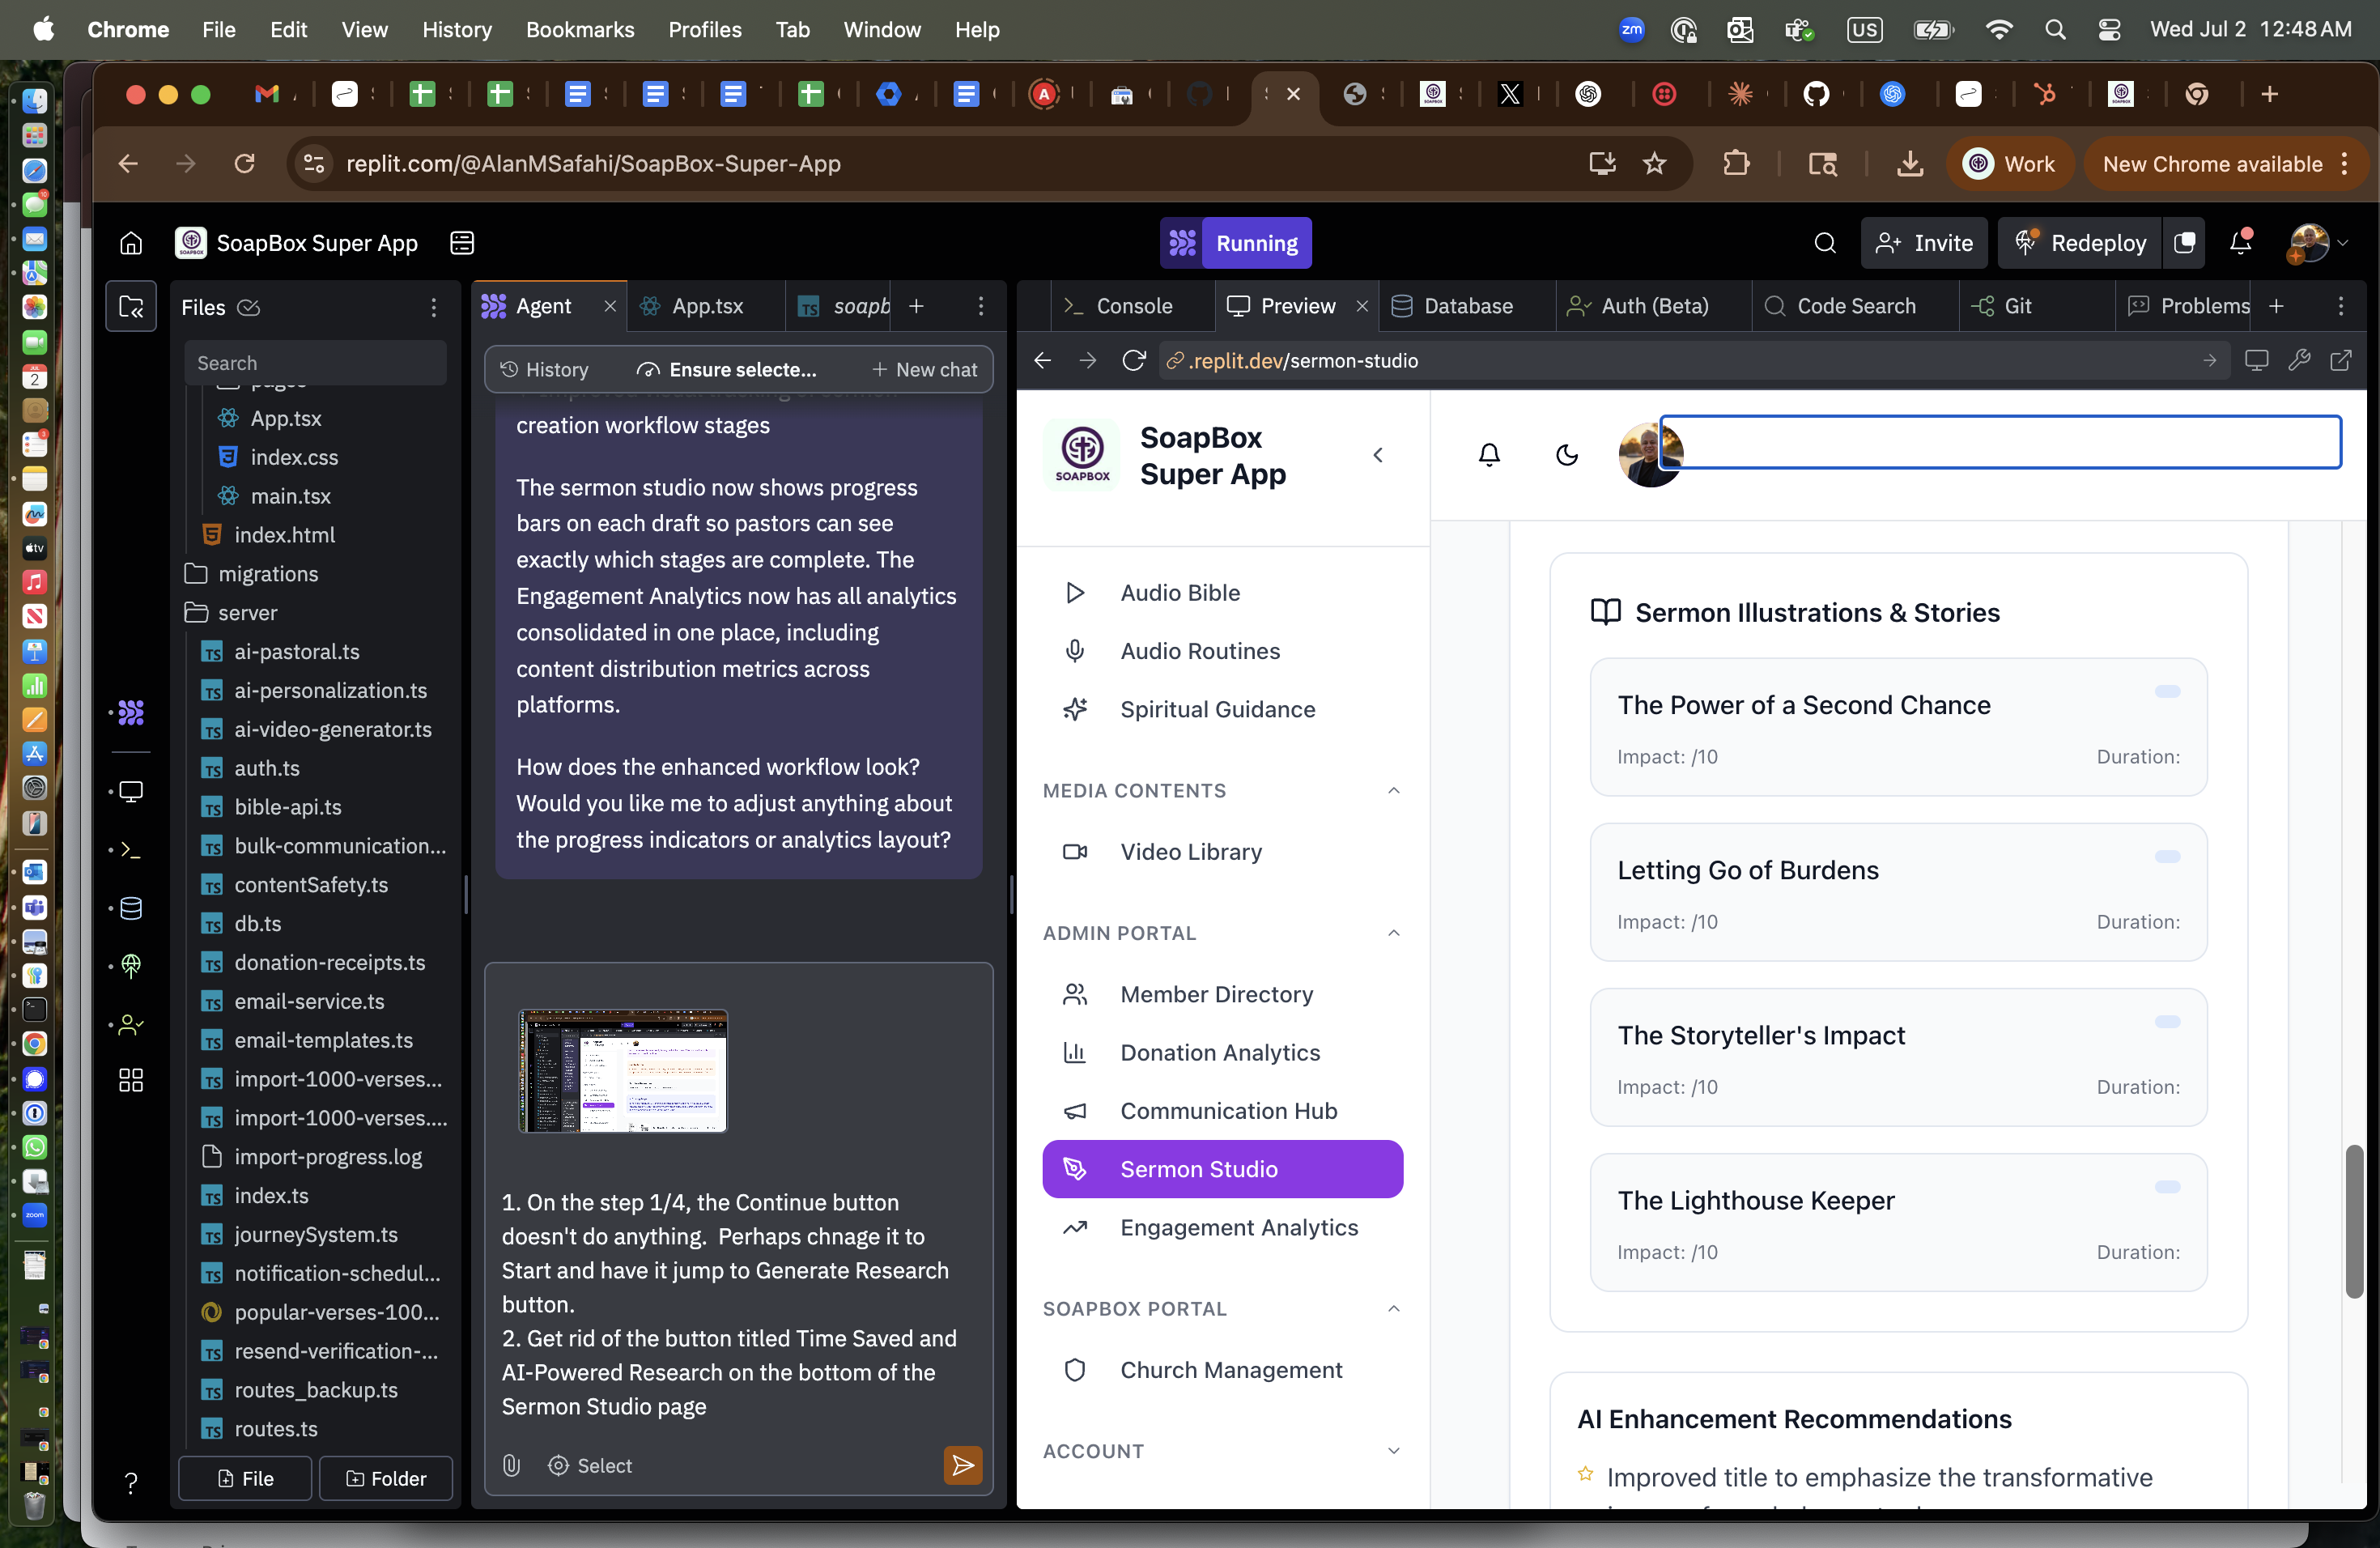 Chrome File Edit View History Bookmarks Profiles Tab Window Help
zm US Wed Jul 2 12:48 AM
replit.com/@AlanMSafahi/SoapBox-Super-App
Work
New Chrome available
SoapBox Super App
Running
Invite
Redeploy
Files
Search
App.tsx
index.css
main.tsx
index.html
migrations
server
ai-pastoral.ts
ai-personalization.ts
ai-video-generator.ts
auth.ts
bible-api.ts
bulk-communication...
contentSafety.ts
db.ts
donation-receipts.ts
email-service.ts
email-templates.ts
import-1000-verses...
import-1000-verses....
import-progress.log
index.ts
journeySystem.ts
notification-schedul...
popular-verses-100...
resend-verification-...
routes_backup.ts
routes.ts
File
Folder
Agent
App.tsx
soapb
History
Ensure selecte...
New chat
creation workflow stages
The sermon studio now shows progress
bars on each draft so pastors can see
exactly which stages are complete. The
Engagement Analytics now has all analytics
consolidated in one place, including
content distribution metrics across
platforms.
How does the enhanced workflow look?
Would you like me to adjust anything about
the progress indicators or analytics layout?
1. On the step 1/4, the Continue button
doesn't do anything.  Perhaps chnage it to
Start and have it jump to Generate Research
button.
2. Get rid of the button titled Time Saved and
AI-Powered Research on the bottom of the
Sermon Studio page
Select
Console
Preview
Database
Auth (Beta)
Code Search
Git
Problems
.replit.dev/sermon-studio
SOAPBOX
SoapBox
Super App
Audio Bible
Audio Routines
Spiritual Guidance
MEDIA CONTENTS
Video Library
ADMIN PORTAL
Member Directory
Donation Analytics
Communication Hub
Sermon Studio
Engagement Analytics
SOAPBOX PORTAL
Church Management
ACCOUNT
Sermon Illustrations & Stories
The Power of a Second Chance
Impact: /10
Duration:
Letting Go of Burdens
Impact: /10
Duration:
The Storyteller's Impact
Impact: /10
Duration:
The Lighthouse Keeper
Impact: /10
Duration:
AI Enhancement Recommendations
Improved title to emphasize the transformative